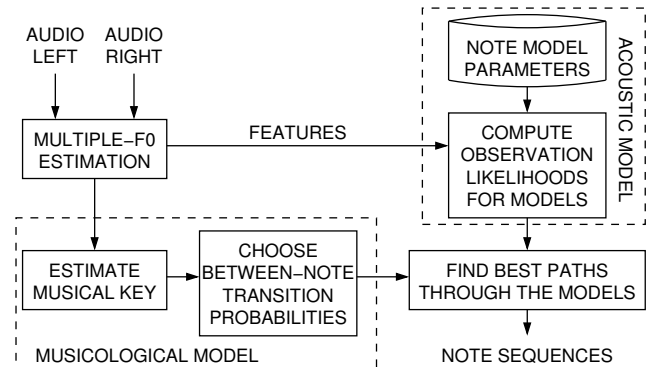 AUDIO
LEFT
AUDIO
RIGHT
NOTE MODEL
PARAMETERS
ACOUSTIC MODEL
MULTIPLE−F0
ESTIMATION
FEATURES
COMPUTE
OBSERVATION
LIKELIHOODS
FOR MODELS
ESTIMATE
MUSICAL KEY
CHOOSE
BETWEEN−NOTE
TRANSITION
PROBABILITIES
FIND BEST PATHS
THROUGH THE MODELS
MUSICOLOGICAL MODEL
NOTE SEQUENCES